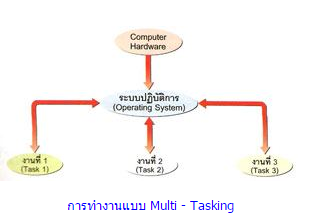 Computer
Hardware
ระบบปฏิบัติการ
(Operating System)
งานที่ 1
(Task 1)
งานที่ 2
(Task 2)
งานที่ 3
(Task 3)
การทำงานแบบ Multi - Tasking